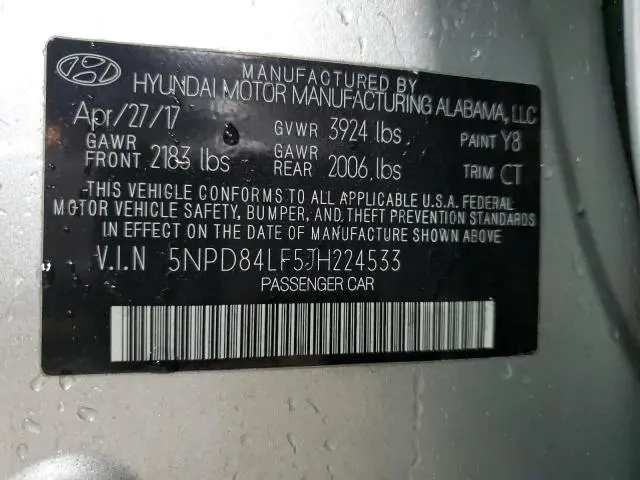 MANUFACTURED BY
HYUNDAI MOTOR MANUFACTURING ALABAMA, LLC
Apr/27/17 GVWR 3924 lbs PAINT Y8
GAWR FRONT 2183 lbs GAWR REAR 2006 lbs TRIM CT
THIS VEHICLE CONFORMS TO ALL APPLICABLE U.S.A. FEDERAL
MOTOR VEHICLE SAFETY, BUMPER, AND THEFT PREVENTION STANDARDS
IN EFFECT ON THE DATE OF MANUFACTURE SHOWN ABOVE
V.I.N 5NPD84LF5JH224533
PASSENGER CAR